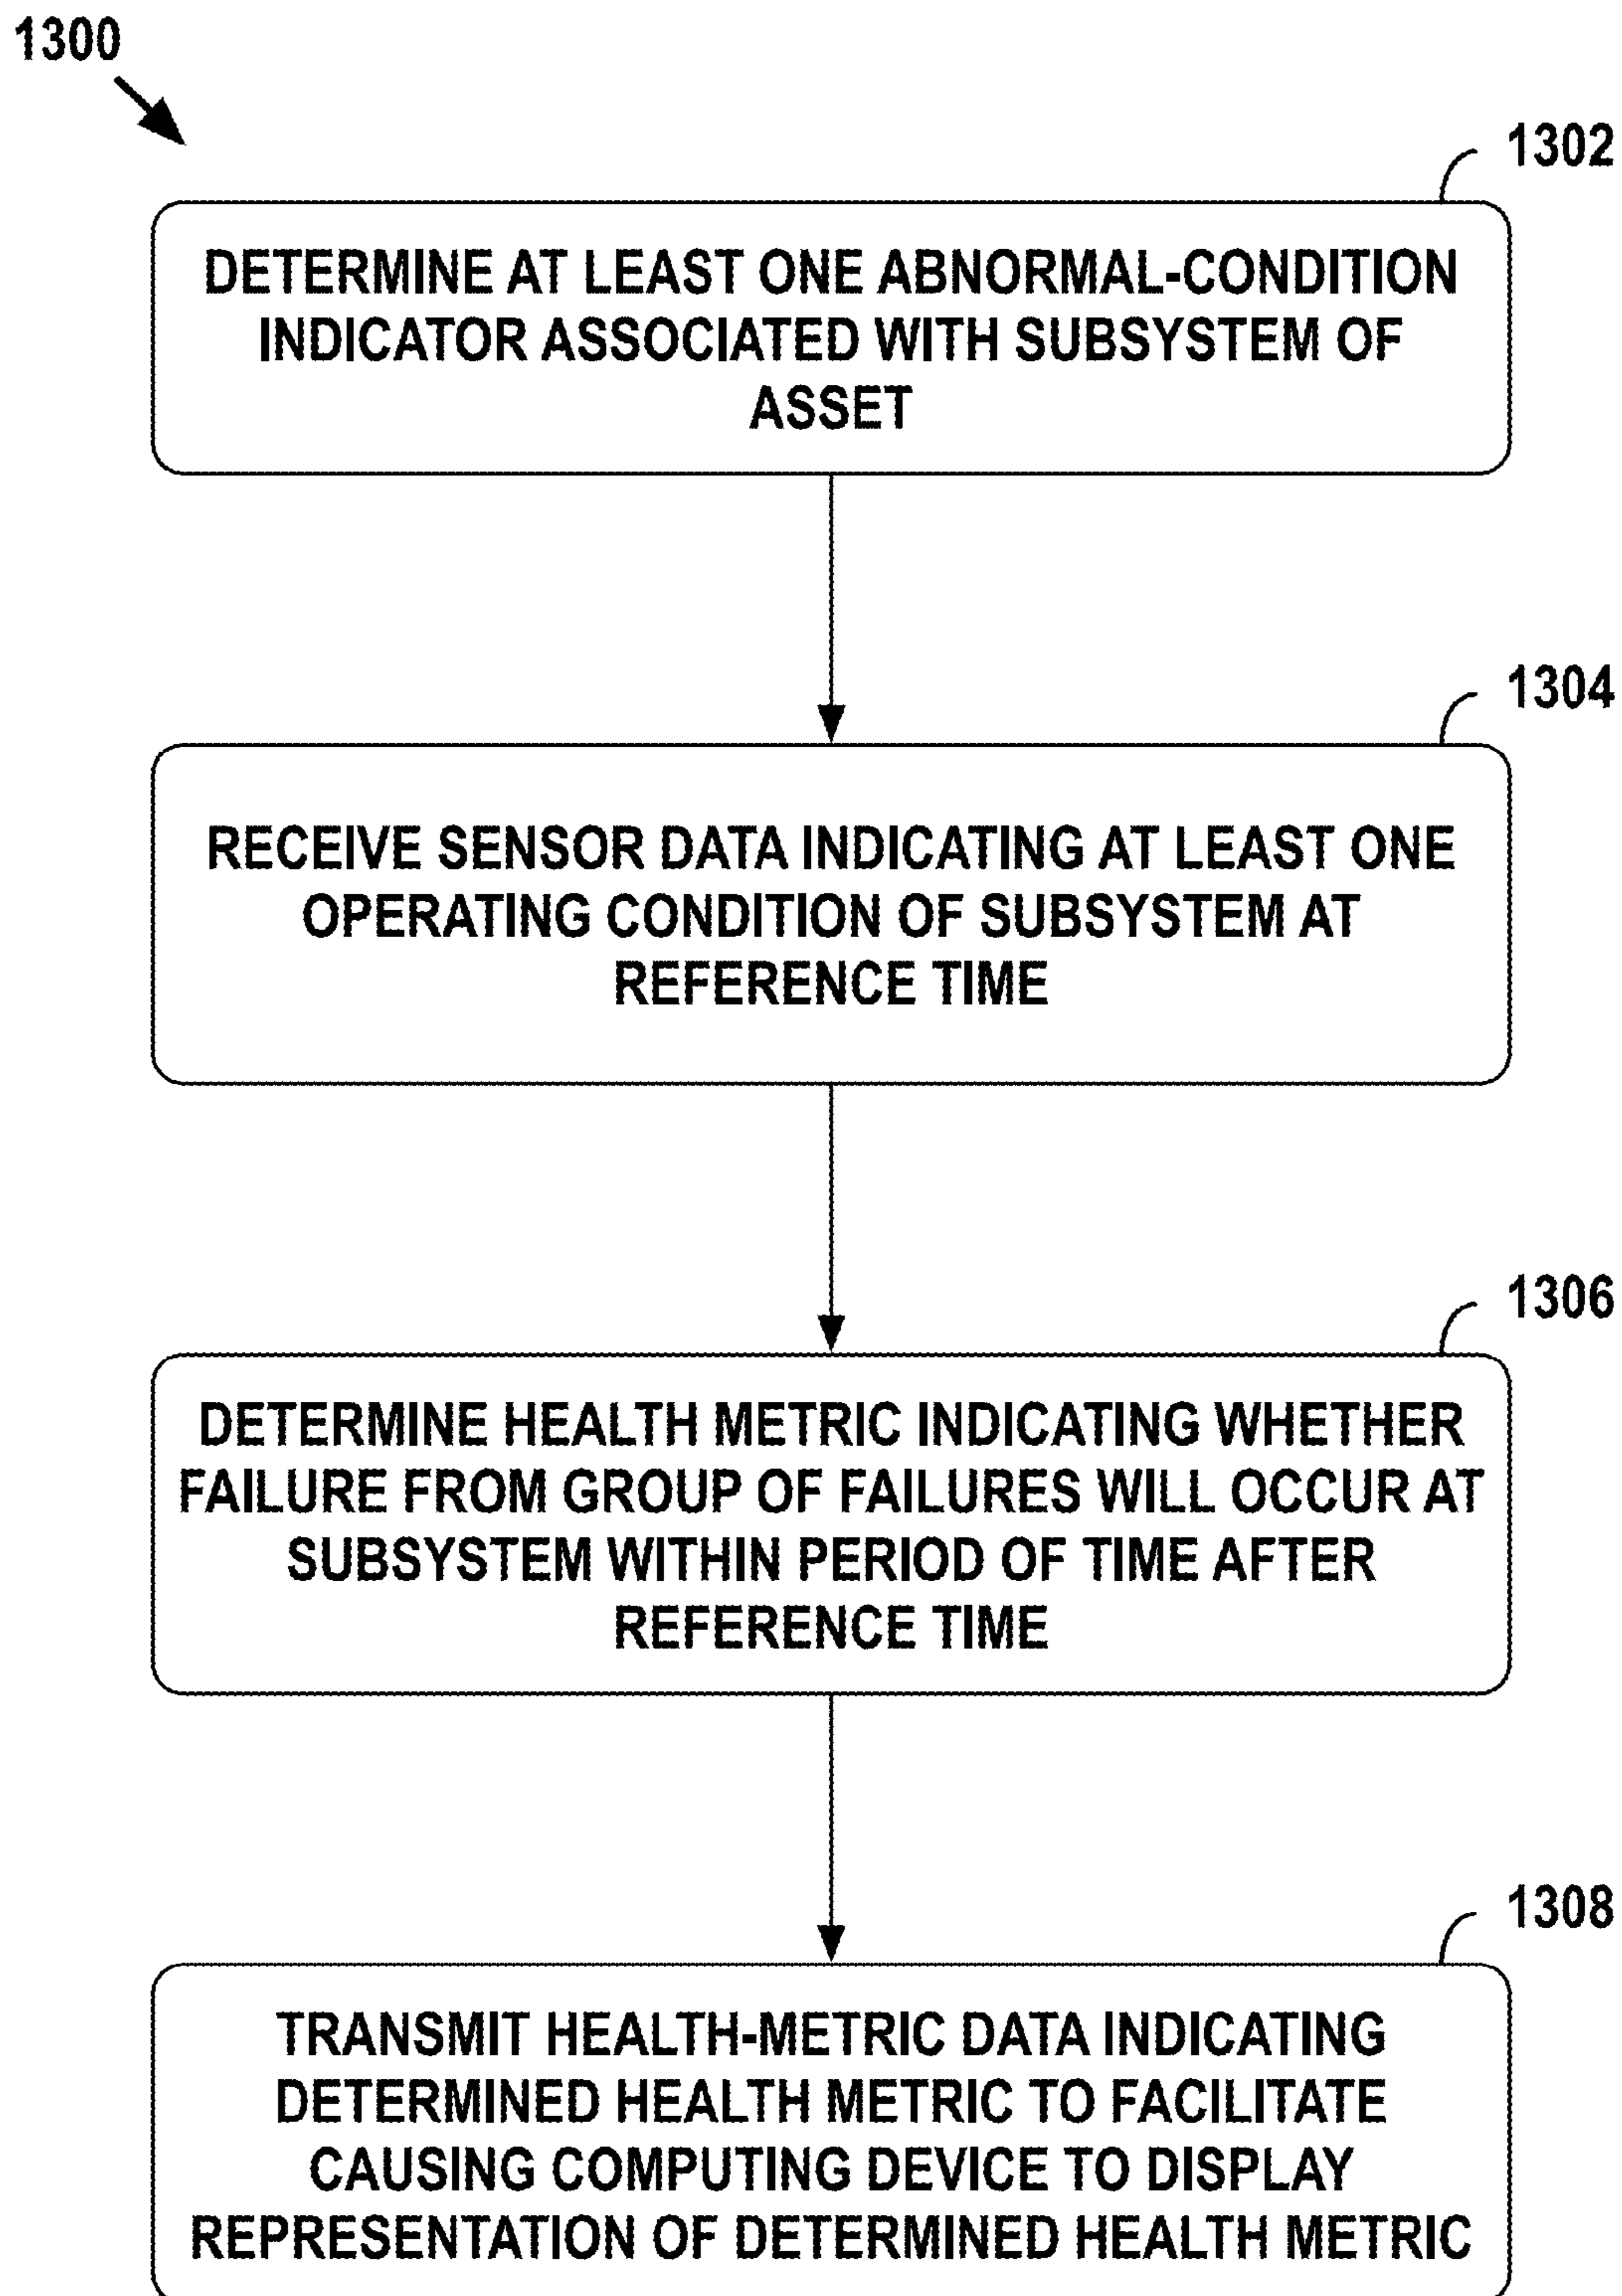 1300
1302
DETERMINE AT LEAST ONE ABNORMAL-CONDITION
INDICATOR ASSOCIATED WITH SUBSYSTEM OF
ASSET
1304
RECEIVE SENSOR DATA INDICATING AT LEAST ONE
OPERATING CONDITION OF SUBSYSTEM AT
REFERENCE TIME
1306
DETERMINE HEALTH METRIC INDICATING WHETHER
FAILURE FROM GROUP OF FAILURES WILL OCCUR AT
SUBSYSTEM WITHIN PERIOD OF TIME AFTER
REFERENCE TIME
1308
TRANSMIT HEALTH-METRIC DATA INDICATING
DETERMINED HEALTH METRIC TO FACILITATE
CAUSING COMPUTING DEVICE TO DISPLAY
REPRESENTATION OF DETERMINED HEALTH METRIC